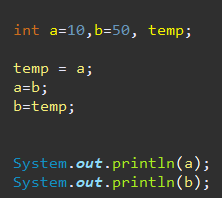 int a=10,b=50, temp;
temp = a;
a=b;
b=temp;
System.out.println(a);
System.out.println(b);